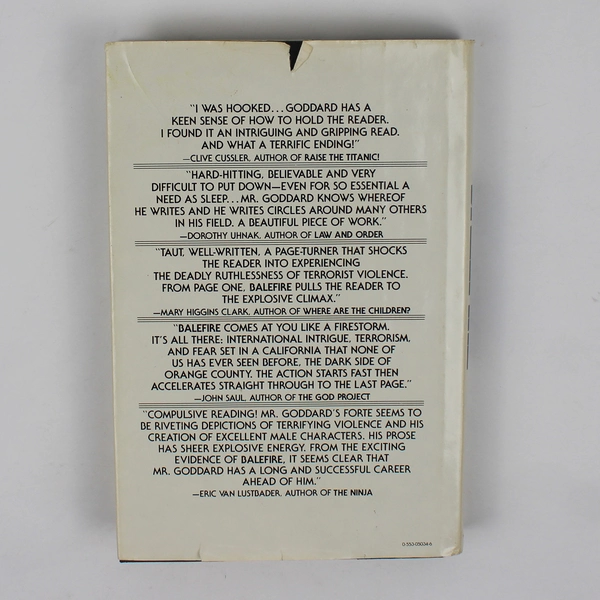 "I WAS HOOKED...GODDARD HAS A
KEEN SENSE OF HOW TO HOLD THE READER.
I FOUND IT AN INTRIGUING AND GRIPPING READ.
AND WHAT A TERRIFIC ENDING!"
—CLIVE CUSSLER, AUTHOR OF RAISE THE TITANIC!
"HARD-HITTING, BELIEVABLE AND VERY
DIFFICULT TO PUT DOWN—EVEN FOR SO ESSENTIAL A
NEED AS SLEEP...MR. GODDARD KNOWS WHEREOF
HE WRITES AND HE WRITES CIRCLES AROUND MANY OTHERS
IN HIS FIELD. A BEAUTIFUL PIECE OF WORK."
—DOROTHY UHNAK, AUTHOR OF LAW AND ORDER
"TAUT, WELL-WRITTEN, A PAGE-TURNER THAT SHOCKS
THE READER INTO EXPERIENCING
THE DEADLY RUTHLESSNESS OF TERRORIST VIOLENCE.
FROM PAGE ONE, BALEFIRE PULLS THE READER TO
THE EXPLOSIVE CLIMAX."
—MARY HIGGINS CLARK, AUTHOR OF WHERE ARE THE CHILDREN?
"BALEFIRE COMES AT YOU LIKE A FIRESTORM.
IT'S ALL THERE: INTERNATIONAL INTRIGUE, TERRORISM,
AND FEAR SET IN A CALIFORNIA THAT NONE OF
US HAS EVER SEEN BEFORE, THE DARK SIDE OF
ORANGE COUNTY. THE ACTION STARTS FAST THEN
ACCELERATES STRAIGHT THROUGH TO THE LAST PAGE."
—JOHN SAUL, AUTHOR OF THE GOD PROJECT
"COMPULSIVE READING! MR. GODDARD'S FORTE SEEMS TO
BE RIVETING DEPICTIONS OF TERRIFYING VIOLENCE AND HIS
CREATION OF EXCELLENT MALE CHARACTERS. HIS PROSE
HAS SHEER EXPLOSIVE ENERGY. FROM THE EXCITING
EVIDENCE OF BALEFIRE, IT SEEMS CLEAR THAT
MR. GODDARD HAS A LONG AND SUCCESSFUL CAREER
AHEAD OF HIM."
—ERIC VAN LUSTBADER, AUTHOR OF THE NINJA
0-553-05034-6